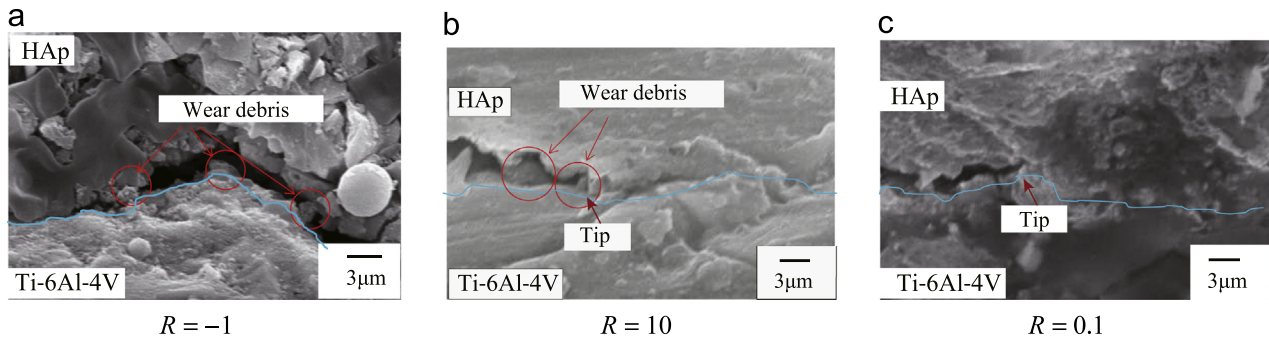 a
HAp
Wear debris
Ti-6Al-4V
3μm
R = −1
b
HAp
Wear debris
Tip
Ti-6Al-4V
3μm
R = 10
c
HAp
Tip
Ti-6Al-4V
3μm
R = 0.1